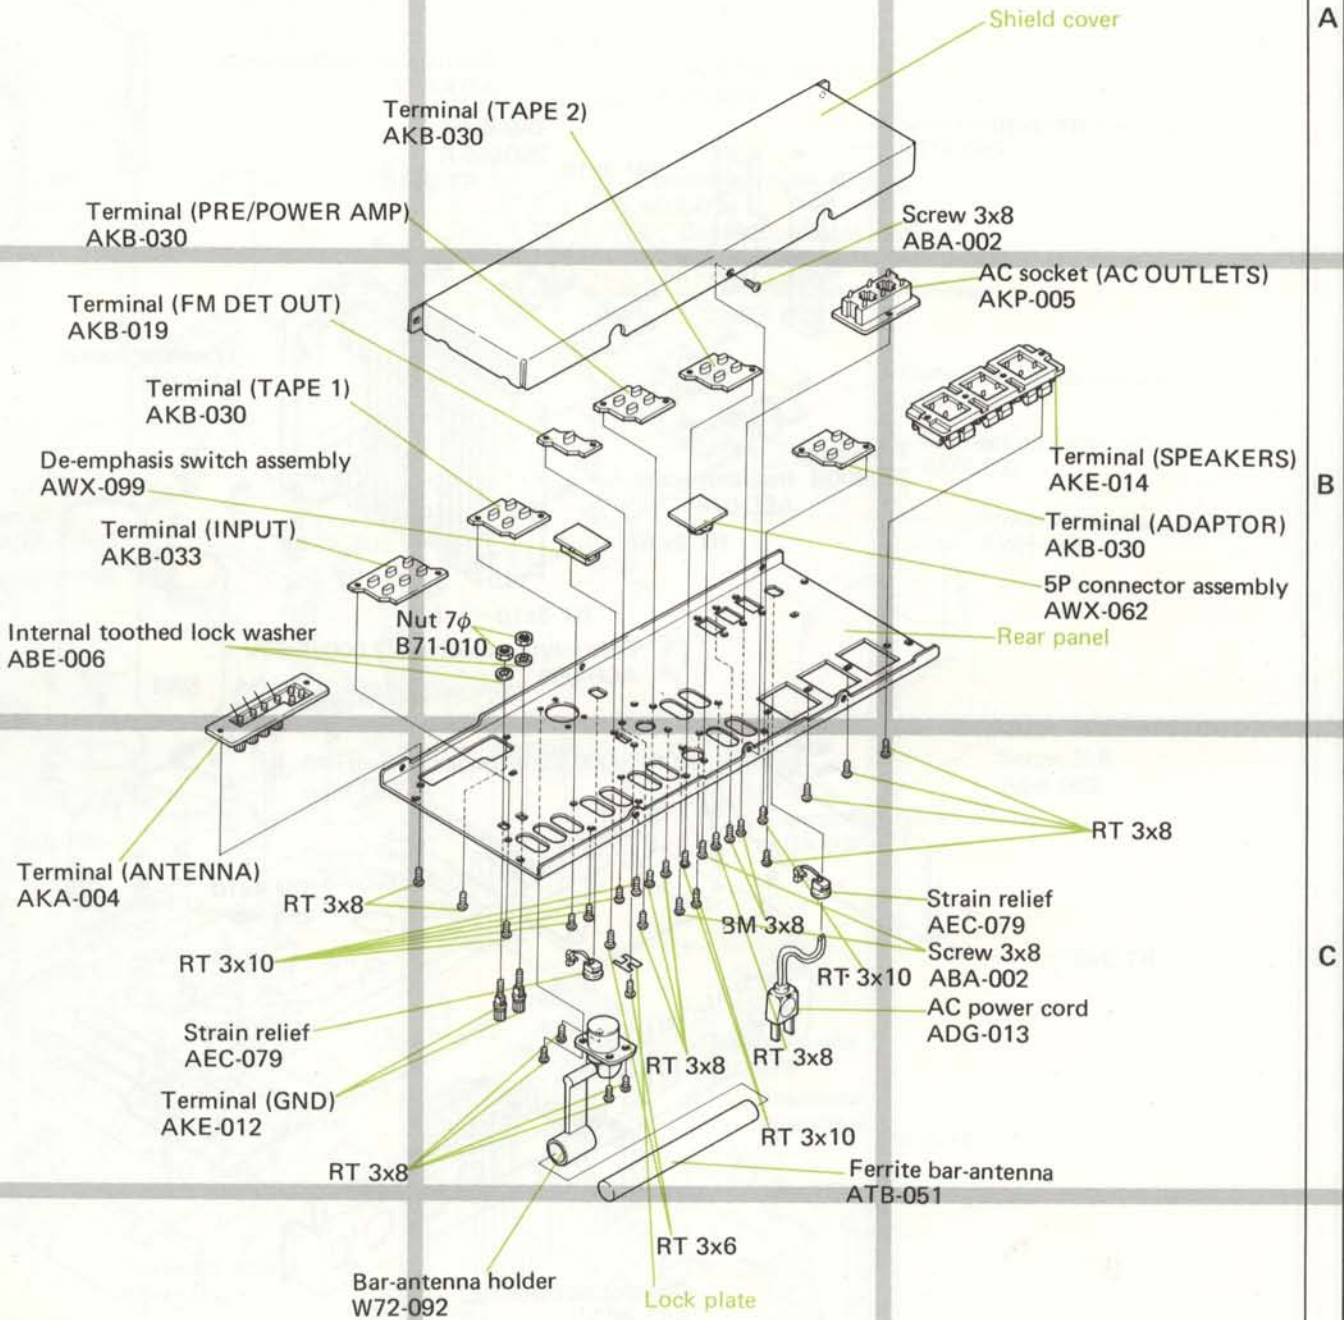 A
Shield cover
Terminal (TAPE 2)
AKB-030
Terminal (PRE/POWER AMP)
AKB-030
Screw 3x8
ABA-002
AC socket (AC OUTLETS)
AKP-005
Terminal (FM DET OUT)
AKB-019
Terminal (TAPE 1)
AKB-030
De-emphasis switch assembly
AWX-099
Terminal (SPEAKERS)
AKE-014
B
Terminal (INPUT)
AKB-033
Terminal (ADAPTOR)
AKB-030
5P connector assembly
AWX-062
Nut 7φ
B71-010
Internal toothed lock washer
ABE-006
Rear panel
RT 3x8
Terminal (ANTENNA)
AKA-004
RT 3x8
Strain relief
AEC-079
BM 3x8
Screw 3x8
ABA-002
RT 3x10
RT 3x10
C
AC power cord
ADG-013
Strain relief
AEC-079
RT 3x8
RT 3x8
Terminal (GND)
AKE-012
RT 3x10
RT 3x8
Ferrite bar-antenna
ATB-051
RT 3x6
Bar-antenna holder
W72-092
Lock plate